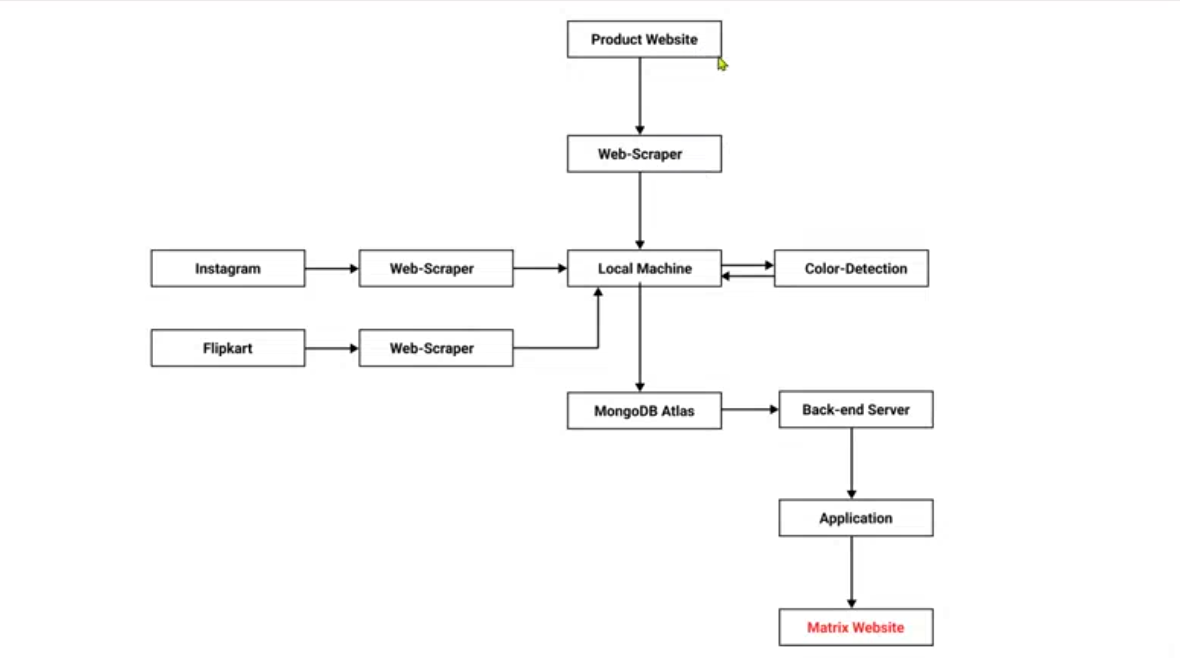 Product Website
Web-Scraper
Instagram
Web-Scraper
Local Machine
Color-Detection
Flipkart
Web-Scraper
MongoDB Atlas
Back-end Server
Application
Matrix Website